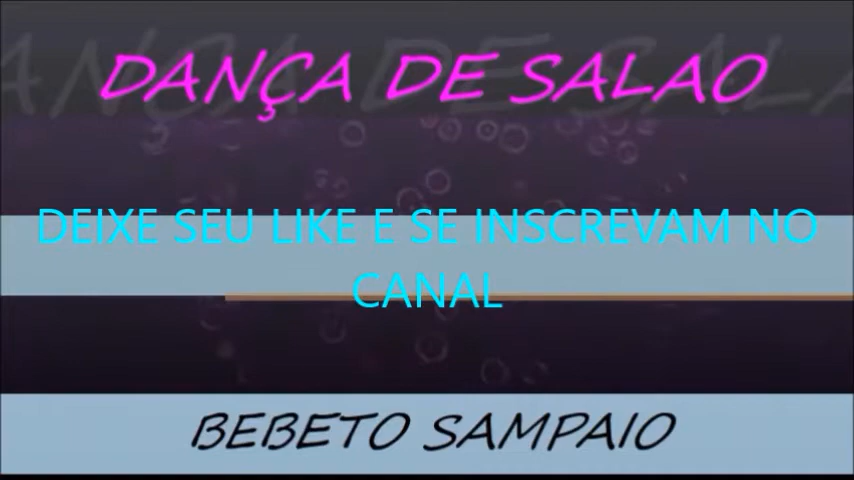 DANÇA DE SALAO
DEIXE SEU LIKE E SE INSCREVAM NO
CANAL
BEBETO SAMPAIO